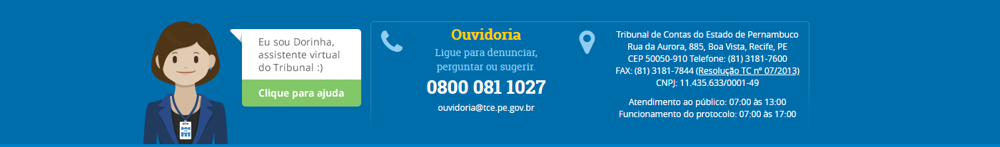 Eu sou Dorinha,
assistente virtual
do Tribunal :)
Clique para ajuda
Ouvidoria
Ligue para denunciar,
perguntar ou sugerir.
0800 081 1027
ouvidoria@tce.pe.gov.br
Tribunal de Contas do Estado de Pernambuco
Rua da Aurora, 885, Boa Vista, Recife, PE
CEP 50050-910 Telefone: (81) 3181-7600
FAX: (81) 3181-7844 (Resolução TC nº 07/2013)
CNPJ: 11.435.633/0001-49
Atendimento ao público: 07:00 às 13:00
Funcionamento do protocolo: 07:00 às 17:00